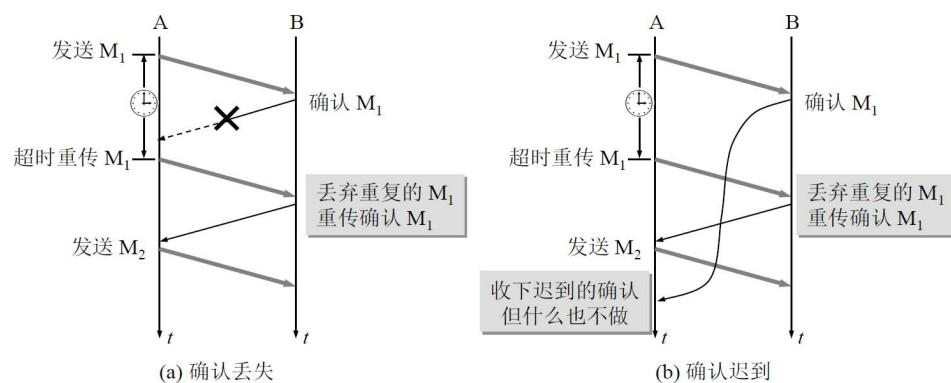 A
B
发送 M₁
确认 M₁
超时重传 M₁
丢弃重复的 M₁
重传确认 M₁
发送 M₂
t
t
(a) 确认丢失
A
B
发送 M₁
确认 M₁
超时重传 M₁
丢弃重复的 M₁
重传确认 M₁
发送 M₂
收下迟到的确认
但什么也不做
t
t
(b) 确认迟到